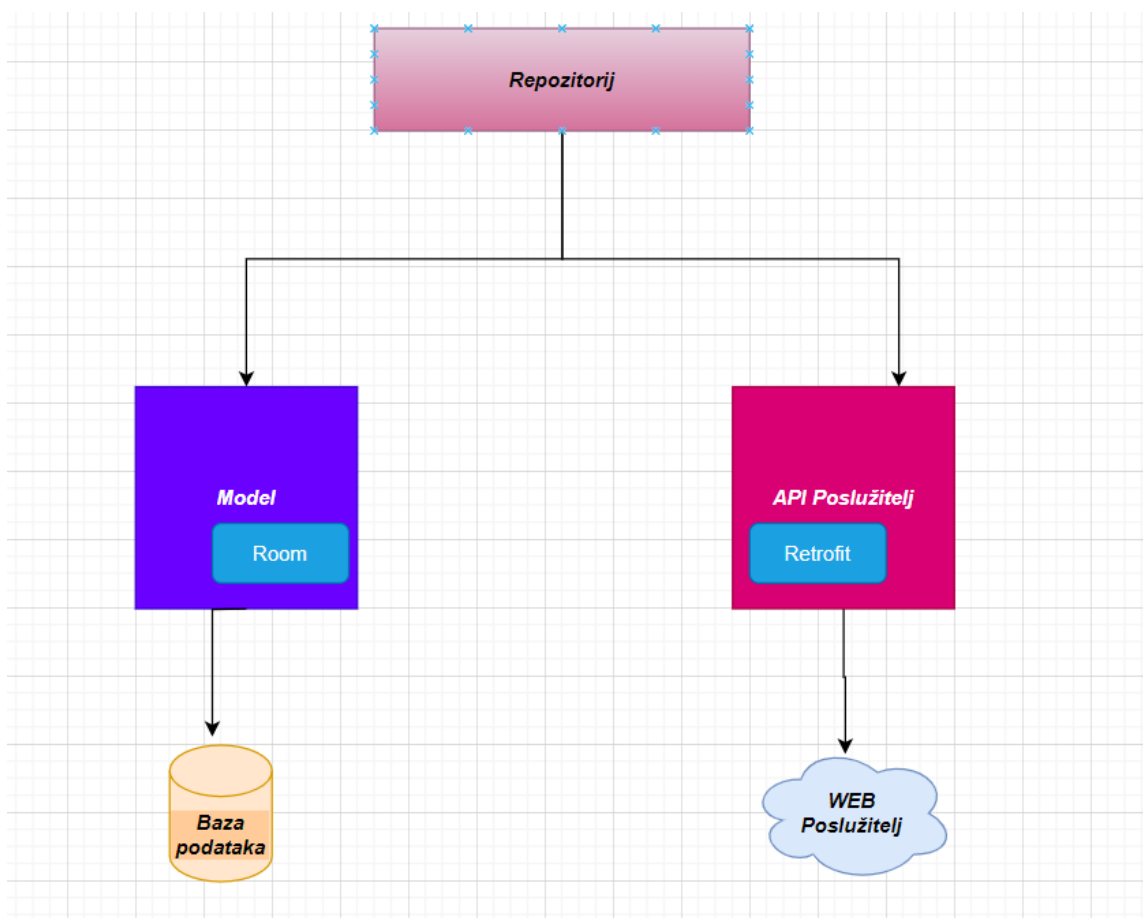 Repozitorij
Model
Room
API Poslužitelj
Retrofit
Baza
podataka
WEB
Poslužitelj